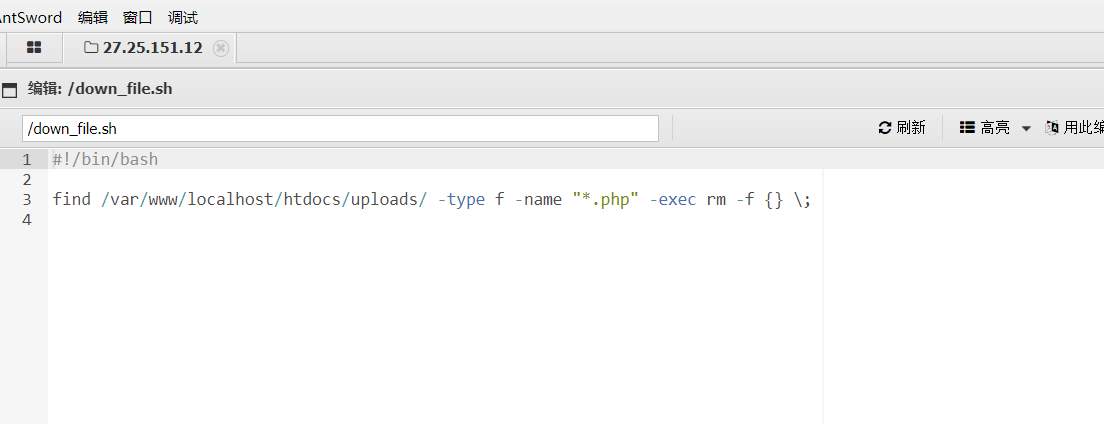 AntSword 编辑 窗口 调试
27.25.151.12
编辑: /down_file.sh
/down_file.sh 刷新 高亮 用此编
1 #!/bin/bash
2
3 find /var/www/localhost/htdocs/uploads/ -type f -name "*.php" -exec rm -f {} \;
4